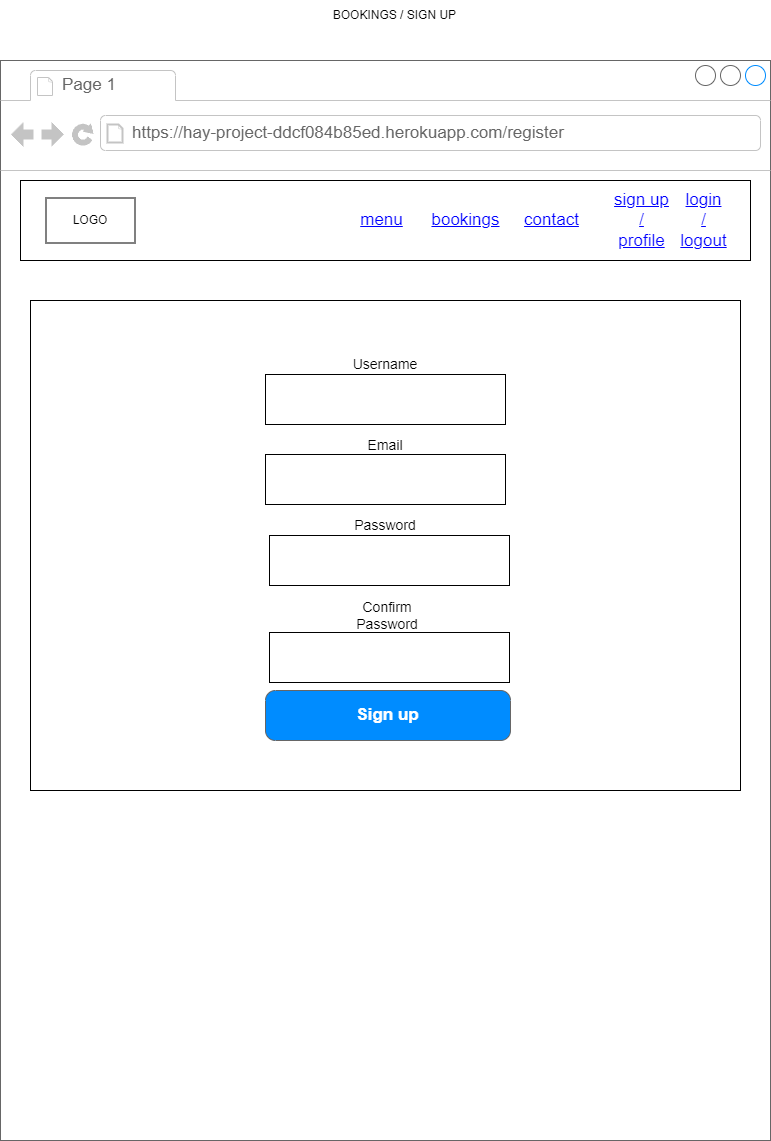 BOOKINGS / SIGN UP
Page 1
https://hay-project-ddcf084b85ed.herokuapp.com/register
LOGO
menu
bookings
contact
sign up
/
profile
login
/
logout
Username
Email
Password
Confirm
Password
Sign up